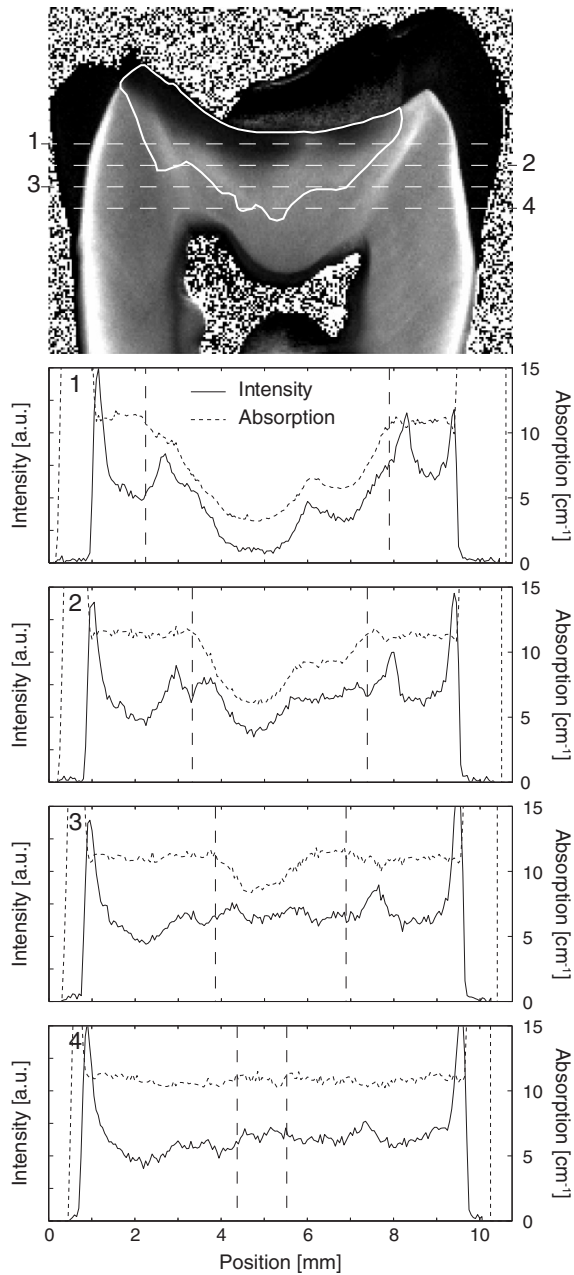 1
2
3
4
1
Intensity
Absorption
Intensity [a.u.]
15
10
5
0
Absorption [cm⁻¹]
2
Intensity [a.u.]
15
10
5
0
Absorption [cm⁻¹]
3
Intensity [a.u.]
15
10
5
0
Absorption [cm⁻¹]
4
Intensity [a.u.]
15
10
5
0
Absorption [cm⁻¹]
0 2 4 6 8 10
Position [mm]